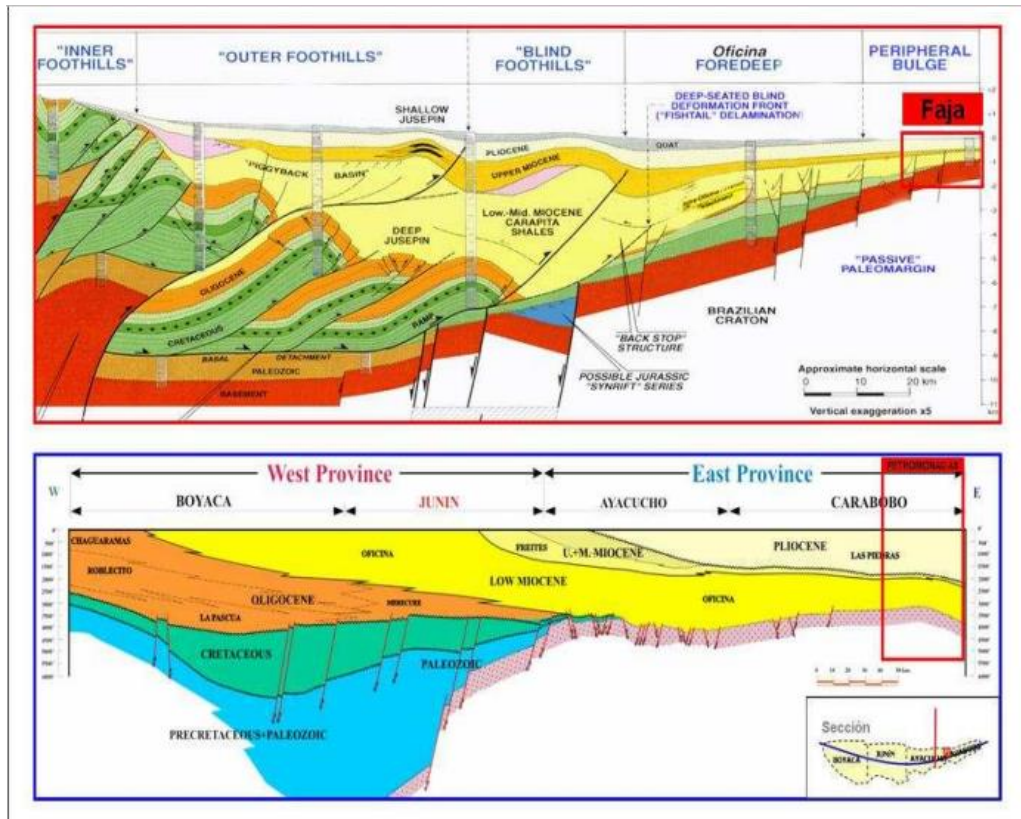 "INNER FOOTHILLS"
"OUTER FOOTHILLS"
"BLIND FOOTHILLS"
Oficina FOREDEEP
PERIPHERAL BULGE
DEEP-SEATED BLIND
DEFORMATION FRONT
("FISHTAIL" DELAMINATION)
Faja
SHALLOW
JUSEPIN
PLIOCENE
QUAT
UPPER MIOCENE
"PIGGYBACK
BASIN"
Low.-Mid. MIOCENE
CARAPITA
SHALES
DEEP
JUSEPIN
"PASSIVE"
PALEOMARGIN
OLIGOCENE
BRAZILIAN
CRATON
CRETACEOUS
RAMP
"BACK STOP"
STRUCTURE
BASAL DETACHMENT
PALEOZOIC
POSSIBLE JURASSIC
"SYNRIFT" SERIES
BASEMENT
Approximate horizontal scale
0 10 20 km
Vertical exaggeration x5
West Province
East Province
W
E
BOYACA
JUNIN
AYACUCHO
CARABOBO
CHAGUARAMAS
OFICINA
FREITES
U.+M.-MIOCENE
PLIOCENE
LAS PIEDRAS
ROBLECITO
LOW MIOCENE
OLIGOCENE
MERECURE
OFICINA
LA PASCUA
CRETACEOUS
PALEOZOIC
PRECRETACEOUS+PALEOZOIC
Sección
BOYACA
JUNIN